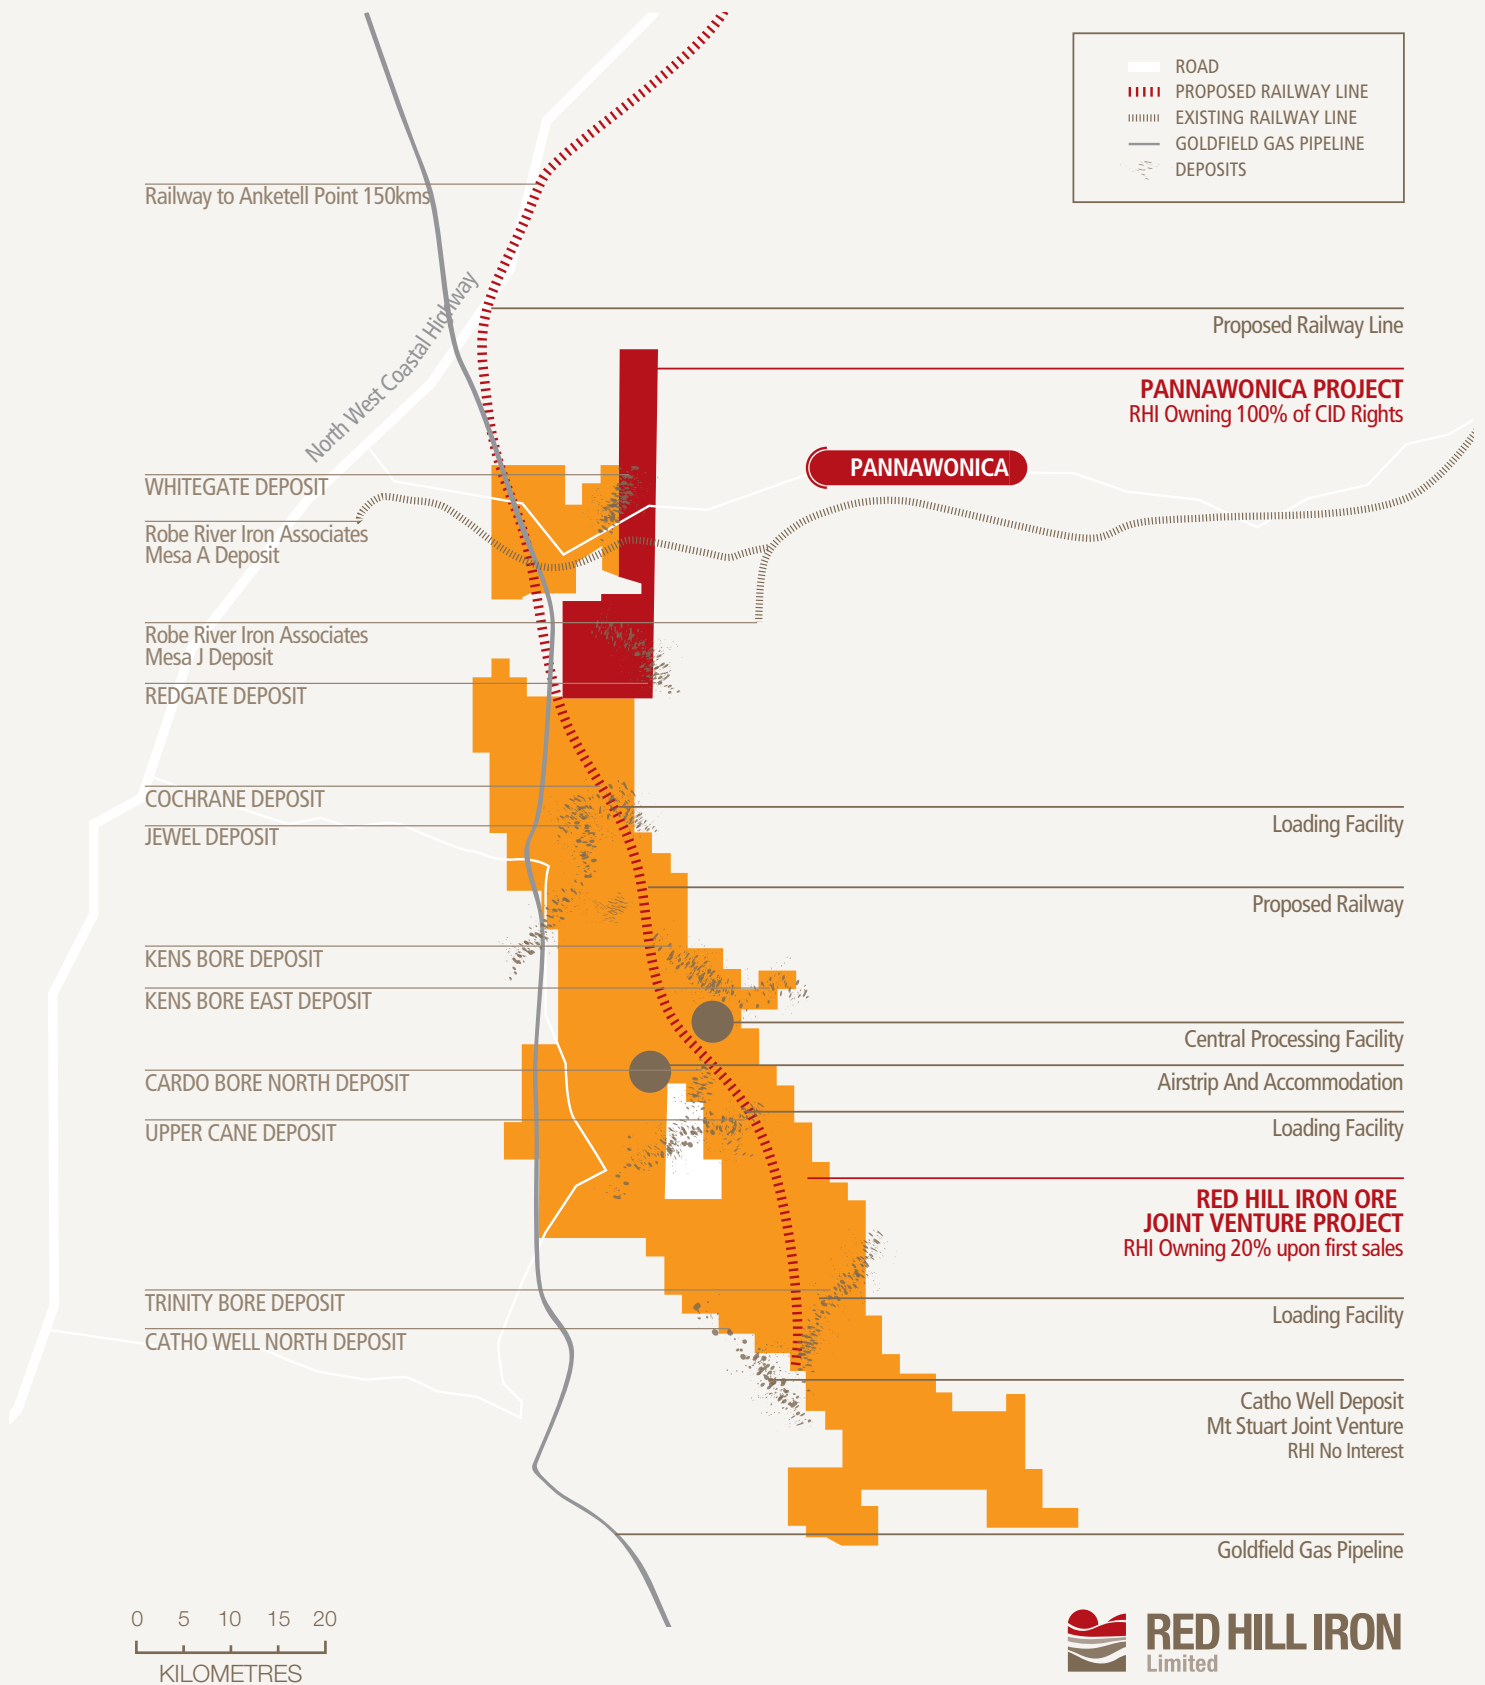 ROAD
PROPOSED RAILWAY LINE
EXISTING RAILWAY LINE
GOLDFIELD GAS PIPELINE
DEPOSITS
Railway to Anketell Point 150kms
North West Coastal Highway
Proposed Railway Line
PANNAWONICA PROJECT
RHI Owning 100% of CID Rights
PANNAWONICA
WHITEGATE DEPOSIT
Robe River Iron Associates
Mesa A Deposit
Robe River Iron Associates
Mesa J Deposit
REDGATE DEPOSIT
COCHRANE DEPOSIT
Loading Facility
JEWEL DEPOSIT
Proposed Railway
KENS BORE DEPOSIT
KENS BORE EAST DEPOSIT
Central Processing Facility
CARDO BORE NORTH DEPOSIT
Airstrip And Accommodation
UPPER CANE DEPOSIT
Loading Facility
RED HILL IRON ORE
JOINT VENTURE PROJECT
RHI Owning 20% upon first sales
TRINITY BORE DEPOSIT
Loading Facility
CATHO WELL NORTH DEPOSIT
Catho Well Deposit
Mt Stuart Joint Venture
RHI No Interest
Goldfield Gas Pipeline
0 5 10 15 20
KILOMETRES
RED HILL IRON
Limited